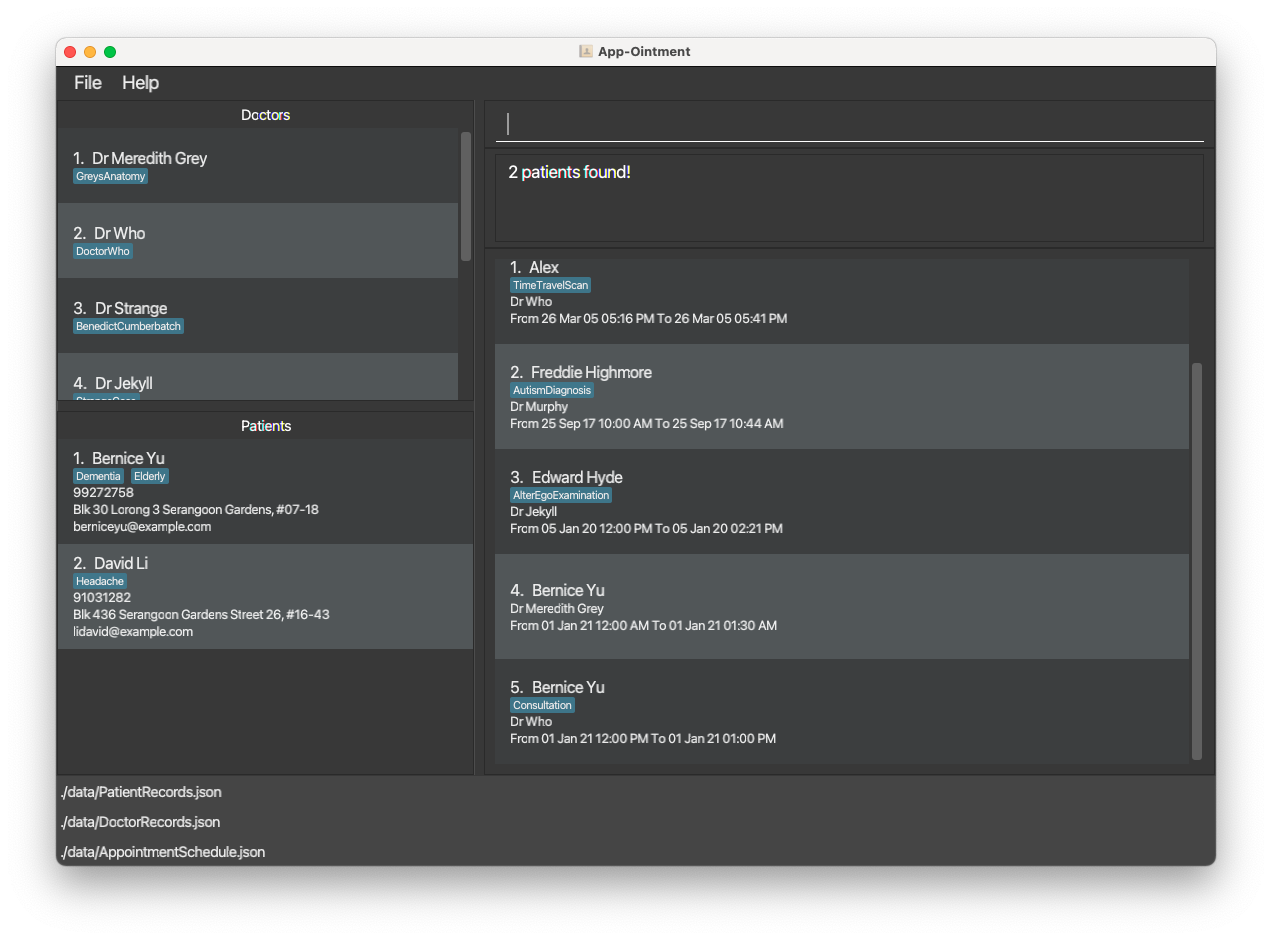 App-Ointment
File Help
Doctors
1. Dr Meredith Grey
GreysAnatomy
2. Dr Who
DoctorWho
3. Dr Strange
BenedictCumberbatch
4. Dr Jekyll
StrangeCase
Patients
1. Bernice Yu
Dementia Elderly
99272758
Blk 30 Lorong 3 Serangoon Gardens, #07-18
berniceyu@example.com
2. David Li
Headache
91031282
Blk 436 Serangoon Gardens Street 26, #16-43
lidavid@example.com
2 patients found!
1. Alex
TimeTravelScan
Dr Who
From 26 Mar 05 05:16 PM To 26 Mar 05 05:41 PM
2. Freddie Highmore
AutismDiagnosis
Dr Murphy
From 25 Sep 17 10:00 AM To 25 Sep 17 10:44 AM
3. Edward Hyde
AlterEgoExamination
Dr Jekyll
From 05 Jan 20 12:00 PM To 05 Jan 20 02:21 PM
4. Bernice Yu
Dr Meredith Grey
From 01 Jan 21 12:00 AM To 01 Jan 21 01:30 AM
5. Bernice Yu
Consultation
Dr Who
From 01 Jan 21 12:00 PM To 01 Jan 21 01:00 PM
./data/PatientRecords.json
./data/DoctorRecords.json
./data/AppointmentSchedule.json